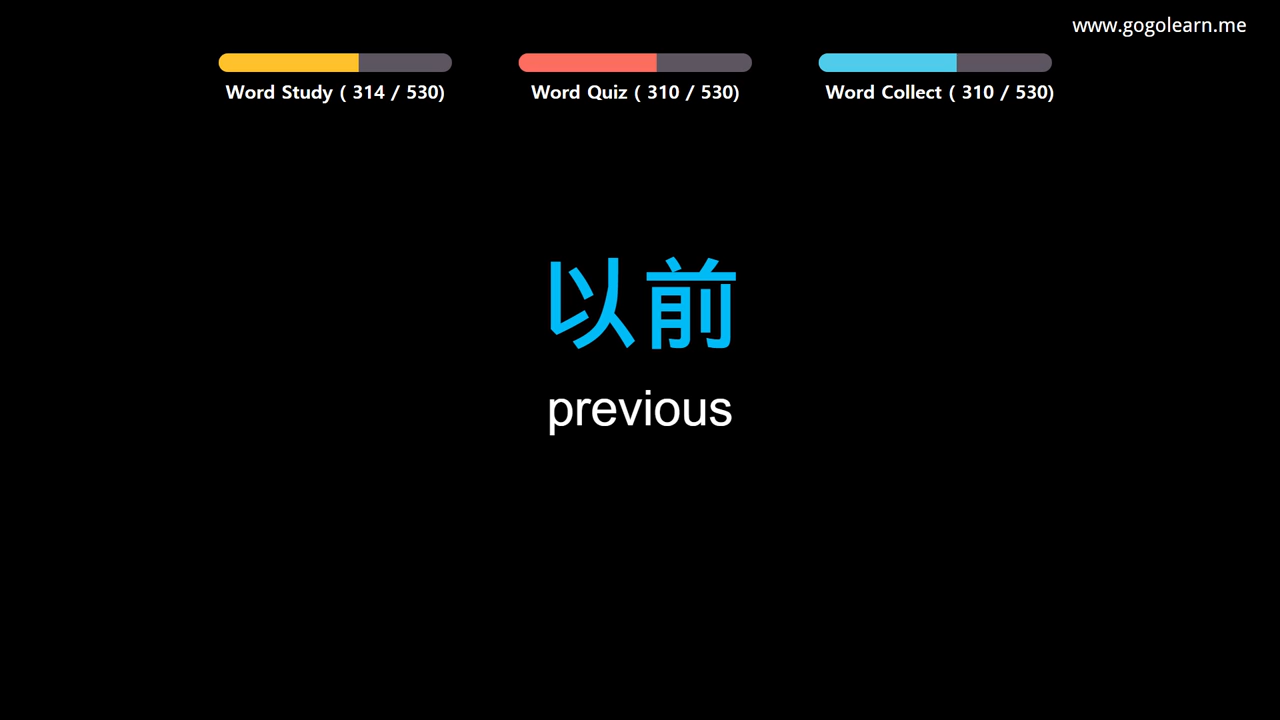 www.gogolearn.me
Word Study ( 314 / 530)
Word Quiz ( 310 / 530)
Word Collect ( 310 / 530)
以前
previous